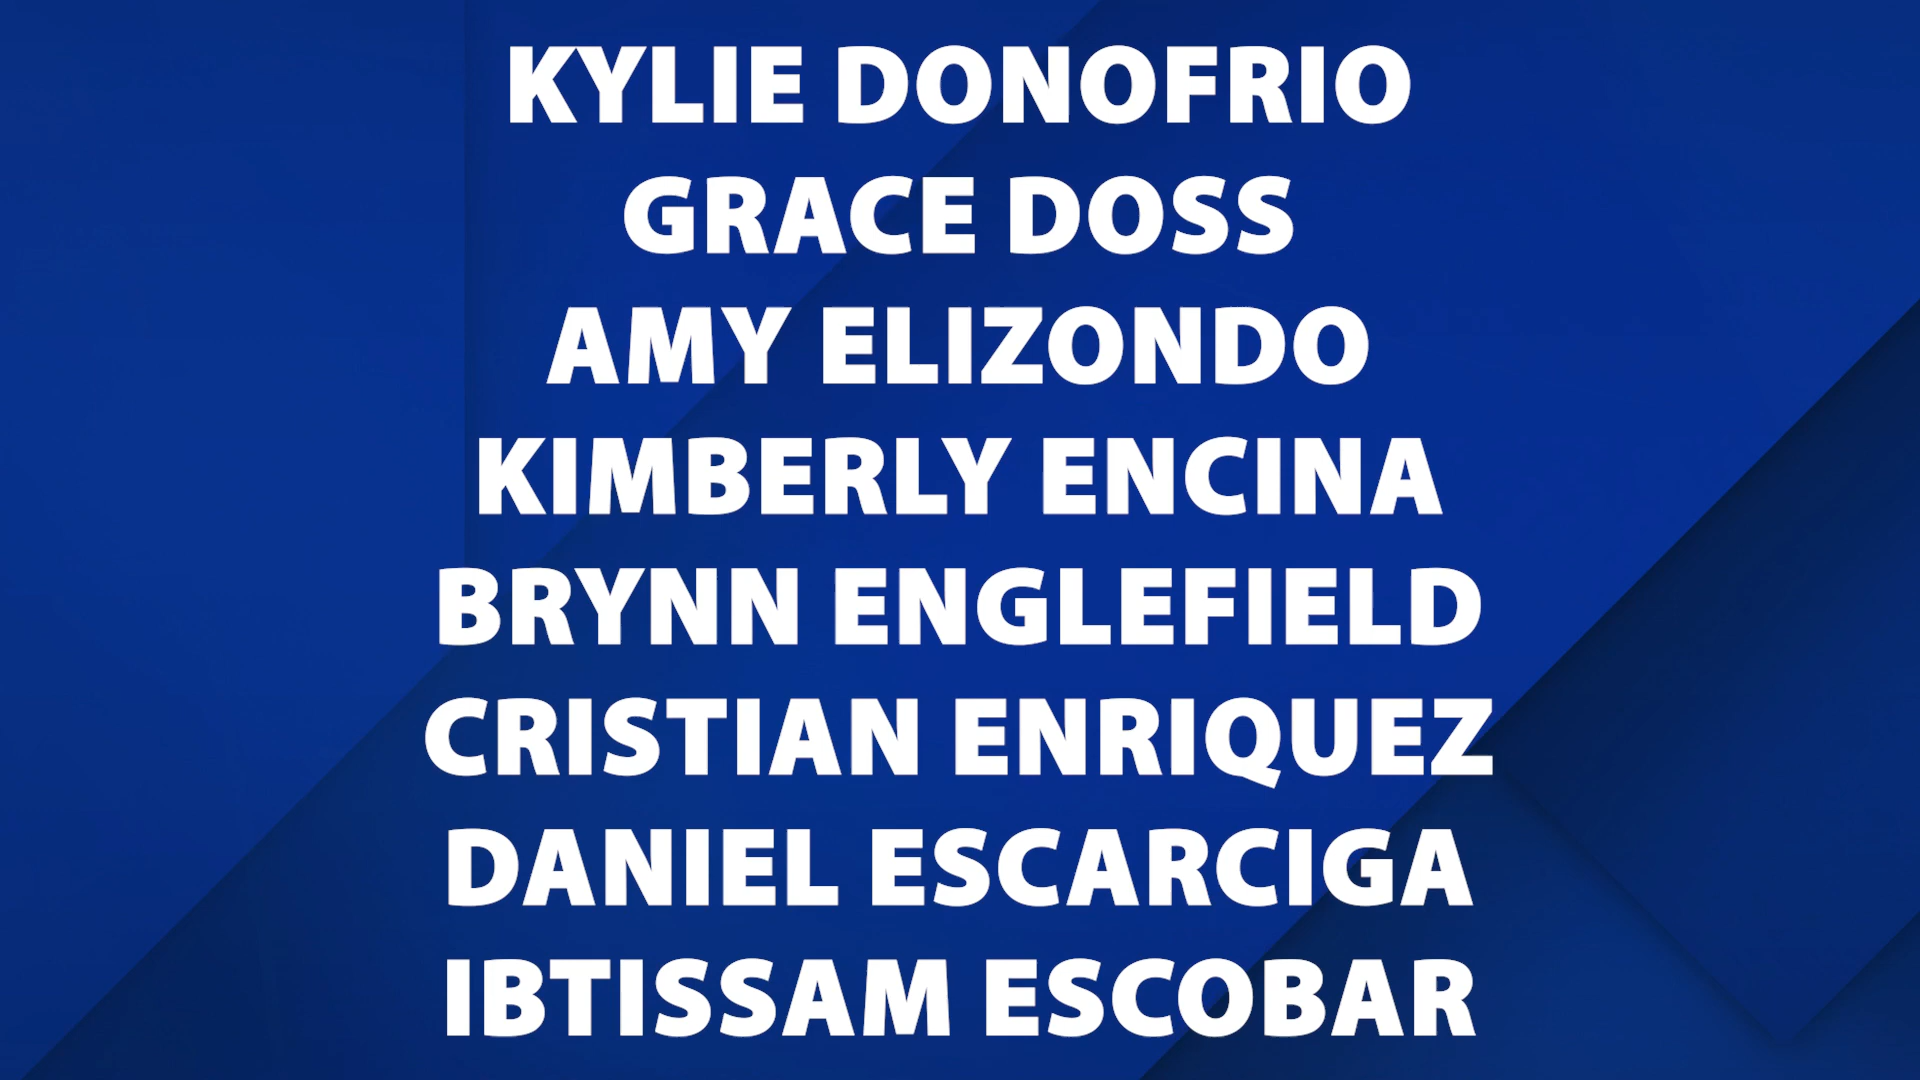 KYLIE DONOFRIO
GRACE DOSS
AMY ELIZONDO
KIMBERLY ENCINA
BRYNN ENGLEFIELD
CRISTIAN ENRIQUEZ
DANIEL ESCARCIGA
IBTISSAM ESCOBAR